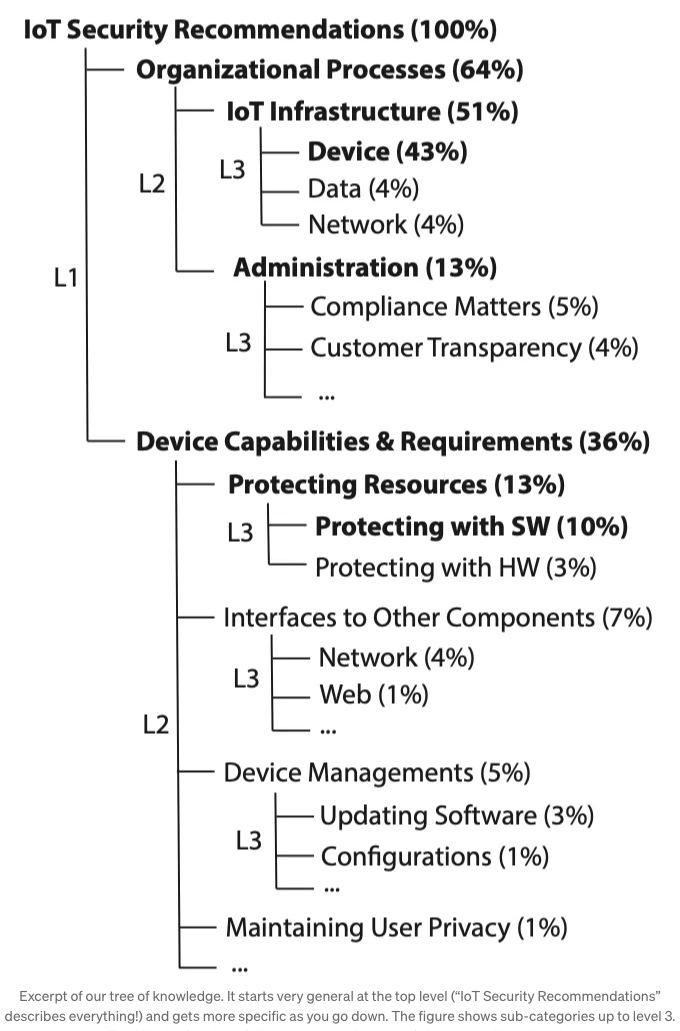 IoT Security Recommendations (100%)
Organizational Processes (64%)
IoT Infrastructure (51%)
Device (43%)
L3
Data (4%)
L2
Network (4%)
Administration (13%)
L1
Compliance Matters (5%)
L3
Customer Transparency (4%)
...
Device Capabilities & Requirements (36%)
Protecting Resources (13%)
Protecting with SW (10%)
L3
Protecting with HW (3%)
Interfaces to Other Components (7%)
Network (4%)
L3
Web (1%)
L2
...
Device Managements (5%)
Updating Software (3%)
L3
Configurations (1%)
...
Maintaining User Privacy (1%)
...
Excerpt of our tree of knowledge. It starts very general at the top level (“IoT Security Recommendations”
describes everything!) and gets more specific as you go down. The figure shows sub-categories up to level 3.